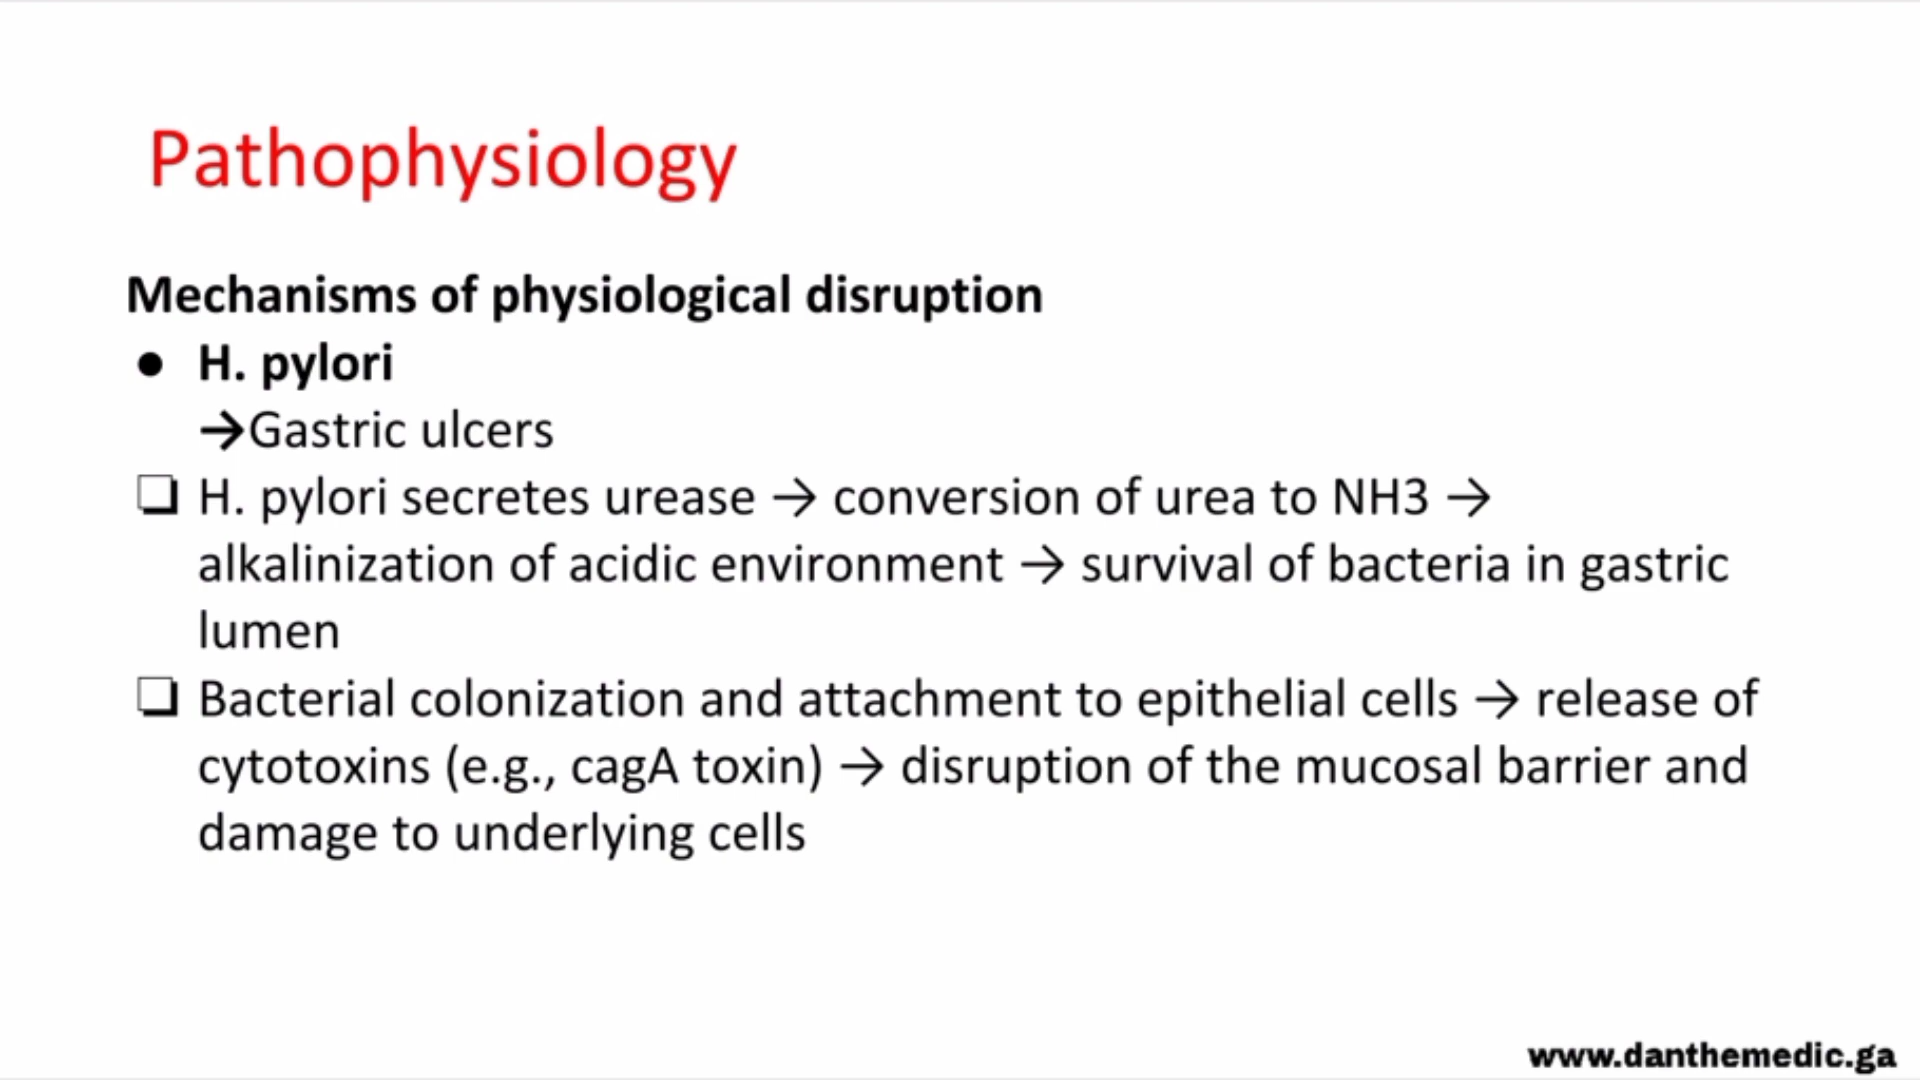 Pathophysiology
Mechanisms of physiological disruption
● H. pylori
→Gastric ulcers
❏ H. pylori secretes urease → conversion of urea to NH3 →
alkalinization of acidic environment → survival of bacteria in gastric
lumen
❏ Bacterial colonization and attachment to epithelial cells → release of
cytotoxins (e.g., cagA toxin) → disruption of the mucosal barrier and
damage to underlying cells
www.danthemedic.ga